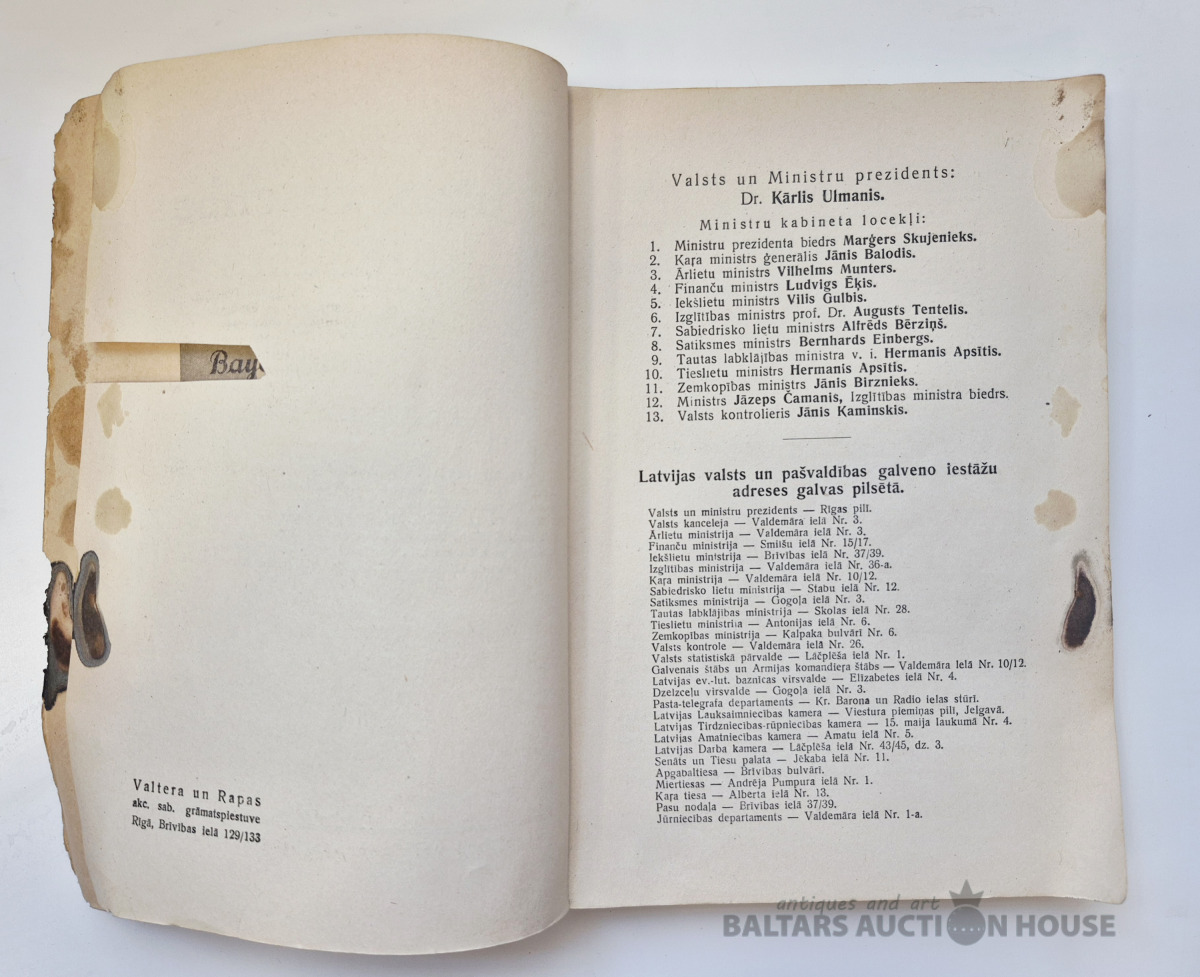 Bay
Valtera un Rapas
akc. sab. grāmatspiestuve
Rīgā, Brīvības ielā 129/133
Valsts un Ministru prezidents:
Dr. Kārlis Ulmanis.
Ministru kabineta locekļi:
1. Ministru prezidenta biedrs Marģers Skujenieks.
2. Kaŗa ministrs ģenerālis Jānis Balodis.
3. Ārlietu ministrs Vilhelms Munters.
4. Finanču ministrs Ludvigs Ēķis.
5. Iekšlietu ministrs Vilis Gulbis.
6. Izglītības ministrs prof. Dr. Augusts Tentelis.
7. Sabiedrisko lietu ministrs Alfrēds Bērziņš.
8. Satiksmes ministrs Bernhards Einbergs.
9. Tautas labklājības ministra v. i. Hermanis Apsītis.
10. Tieslietu ministrs Hermanis Apsītis.
11. Zemkopības ministrs Jānis Birznieks.
12. Ministrs Jāzeps Čamanis, Izglītības ministra biedrs.
13. Valsts kontrolieris Jānis Kaminskis.
Latvijas valsts un pašvaldības galveno iestāžu
adreses galvas pilsētā.
Valsts un ministru prezidents — Rīgas pilī.
Valsts kanceleja — Valdemāra ielā Nr. 3.
Ārlietu ministrija — Valdemāra ielā Nr. 3.
Finanču ministrija — Smilšu ielā Nr. 15/17.
Iekšlietu ministrija — Brīvības ielā Nr. 37/39.
Izglītības ministrija — Valdemāra ielā Nr. 36-a.
Kaŗa ministrija — Valdemāra ielā Nr. 10/12.
Sabiedrisko lietu ministrija — Stabu ielā Nr. 12.
Satiksmes ministrija — Gogoļa ielā Nr. 3.
Tautas labklājības ministrija — Skolas ielā Nr. 28.
Tieslietu ministrija — Antonijas ielā Nr. 6.
Zemkopības ministrija — Kalpaka bulvārī Nr. 6.
Valsts kontrole — Valdemāra ielā Nr. 26.
Valsts statistiskā pārvalde — Lāčplēša ielā Nr. 1.
Galvenais štābs un Armijas komandieŗa štābs — Valdemāra ielā Nr. 10/12.
Latvijas ev.-lut. baznīcas virsvalde — Elizabetes ielā Nr. 4.
Dzelzceļu virsvalde — Gogoļa ielā Nr. 3.
Pasta-telegrafa departaments — Kr. Barona un Radio ielas stūrī.
Latvijas Lauksaimniecības kamera — Viestura piemiņas pilī, Jelgavā.
Latvijas Tirdzniecības-rūpniecības kamera — 15. maija laukumā Nr. 4.
Latvijas Amatniecības kamera — Amatu ielā Nr. 5.
Latvijas Darba kamera — Lāčplēša ielā Nr. 43/45, dz. 3.
Senāts un Tiesu palata — Jēkaba ielā Nr. 11.
Apgabaltiesa — Brīvības bulvārī.
Miertiesas — Andrēja Pumpura ielā Nr. 1.
Kaŗa tiesa — Alberta ielā Nr. 13.
Pasu nodaļa — Brīvības ielā 37/39.
Jūrniecības departaments — Valdemāra ielā Nr. 1-a.
antiques and art
BALTARS AUCTION HOUSE